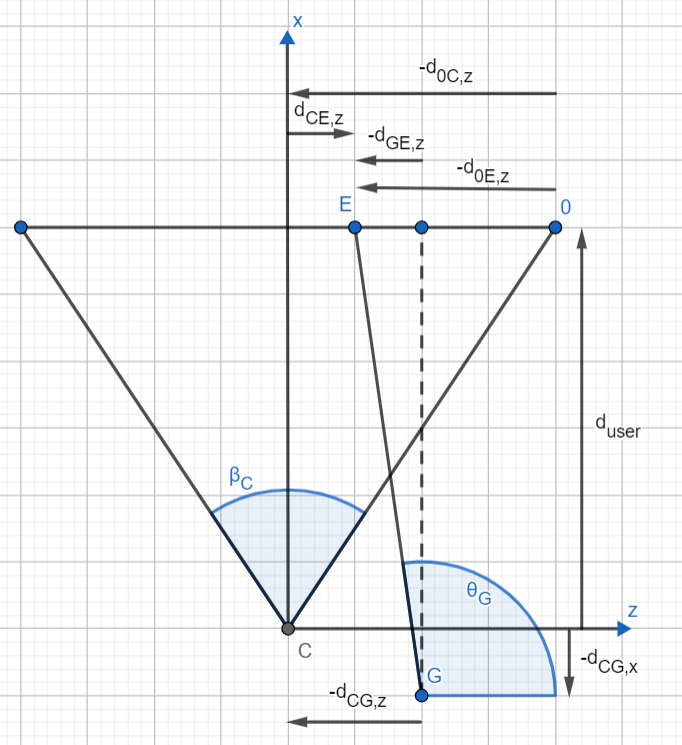 x
-d0C,z
dCE,z
-dGE,z
-d0E,z
E
0
duser
βC
θG
z
C
G
-dCG,x
-dCG,z